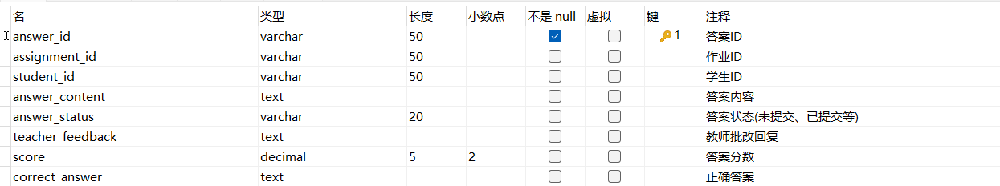 名 类型 长度 小数点 不是 null 虚拟 键 注释
answer_id varchar 50 1 答案ID
assignment_id varchar 50 作业ID
student_id varchar 50 学生ID
answer_content text 答案内容
answer_status varchar 20 答案状态(未提交、已提交等)
teacher_feedback text 教师批改回复
score decimal 5 2 答案分数
correct_answer text 正确答案